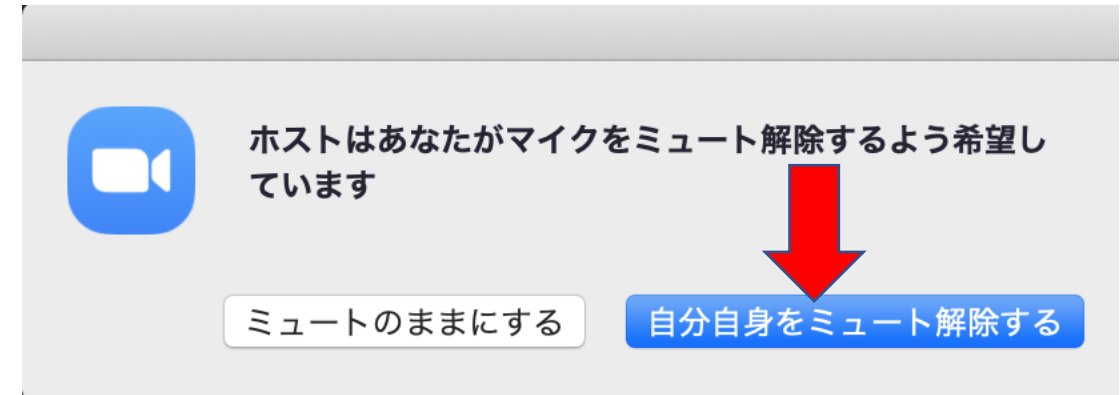 ホストはあなたがマイクをミュート解除するよう希望し
ています
ミュートのままにする
自分自身をミュート解除する